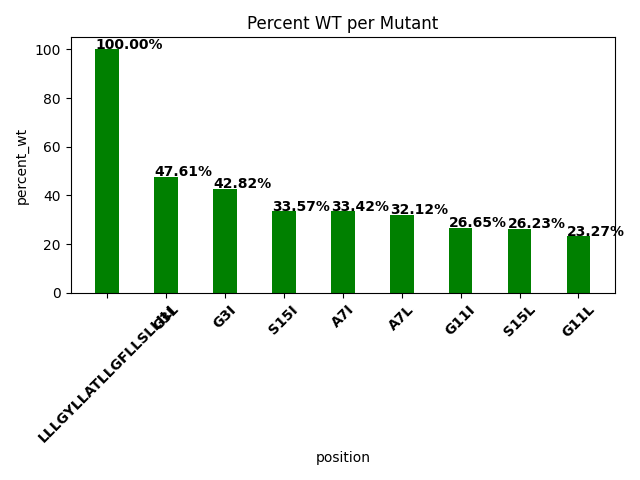 Percent WT per Mutant
percent_wt
100
80
60
40
20
0
100.00%
47.61%
42.82%
33.57%
33.42%
32.12%
26.65%
26.23%
23.27%
G3L
G3I
S15I
A7I
A7L
G11I
S15L
G11L
position